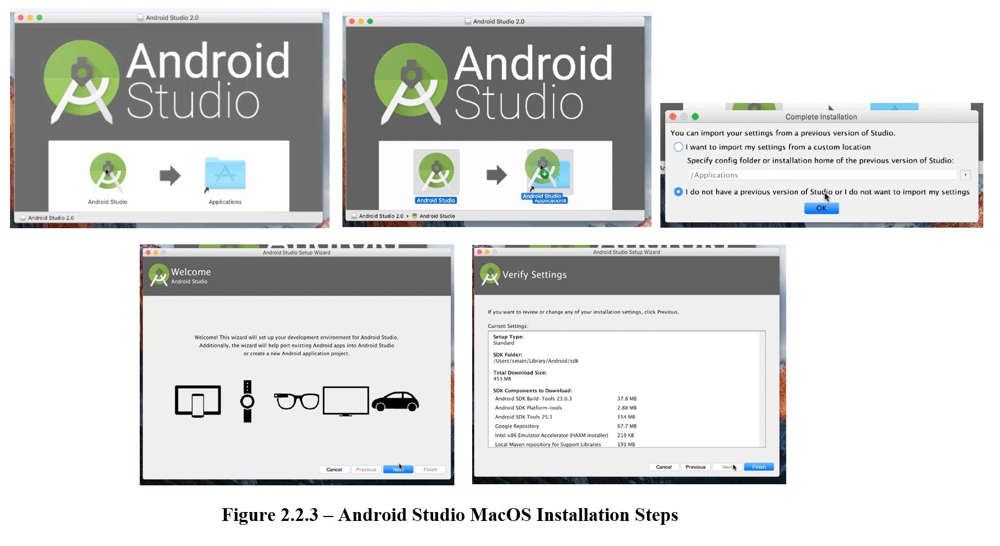 Android Studio 2.0
Android
Studio
Android Studio
Applications
Android Studio 2.0
Android Studio 2.0
Android
Studio
Android Studio
Android Studio
Applications
Android Studio 2.0 › Android Studio
Complete Installation
You can import your settings from a previous version of Studio.
I want to import my settings from a custom location
Specify config folder or installation home of the previous version of Studio:
/Applications
I do not have a previous version of Studio or I do not want to import my settings
OK
Android Studio Setup Wizard
Welcome
Android Studio
Welcome! This wizard will set up your development environment for Android Studio.
Additionally, the wizard will help port existing Android apps into Android Studio
or create a new Android application project.
Cancel Previous Next Finish
Android Studio Setup Wizard
Verify Settings
If you want to review or change any of your installation settings, click Previous.
Current Settings:
Setup Type:
Standard
SDK Folder:
/Users/smain/Library/Android/sdk
Total Download Size:
453 MB
SDK Components to Download:
Android SDK Build-Tools 23.0.3 37.8 MB
Android SDK Platform-tools 2.88 MB
Android SDK Tools 25.1 154 MB
Google Repository 67.7 MB
Intel x86 Emulator Accelerator (HAXM installer) 219 KB
Local Maven repository for Support Libraries 191 MB
Cancel Previous Next Finish
Figure 2.2.3 – Android Studio MacOS Installation Steps